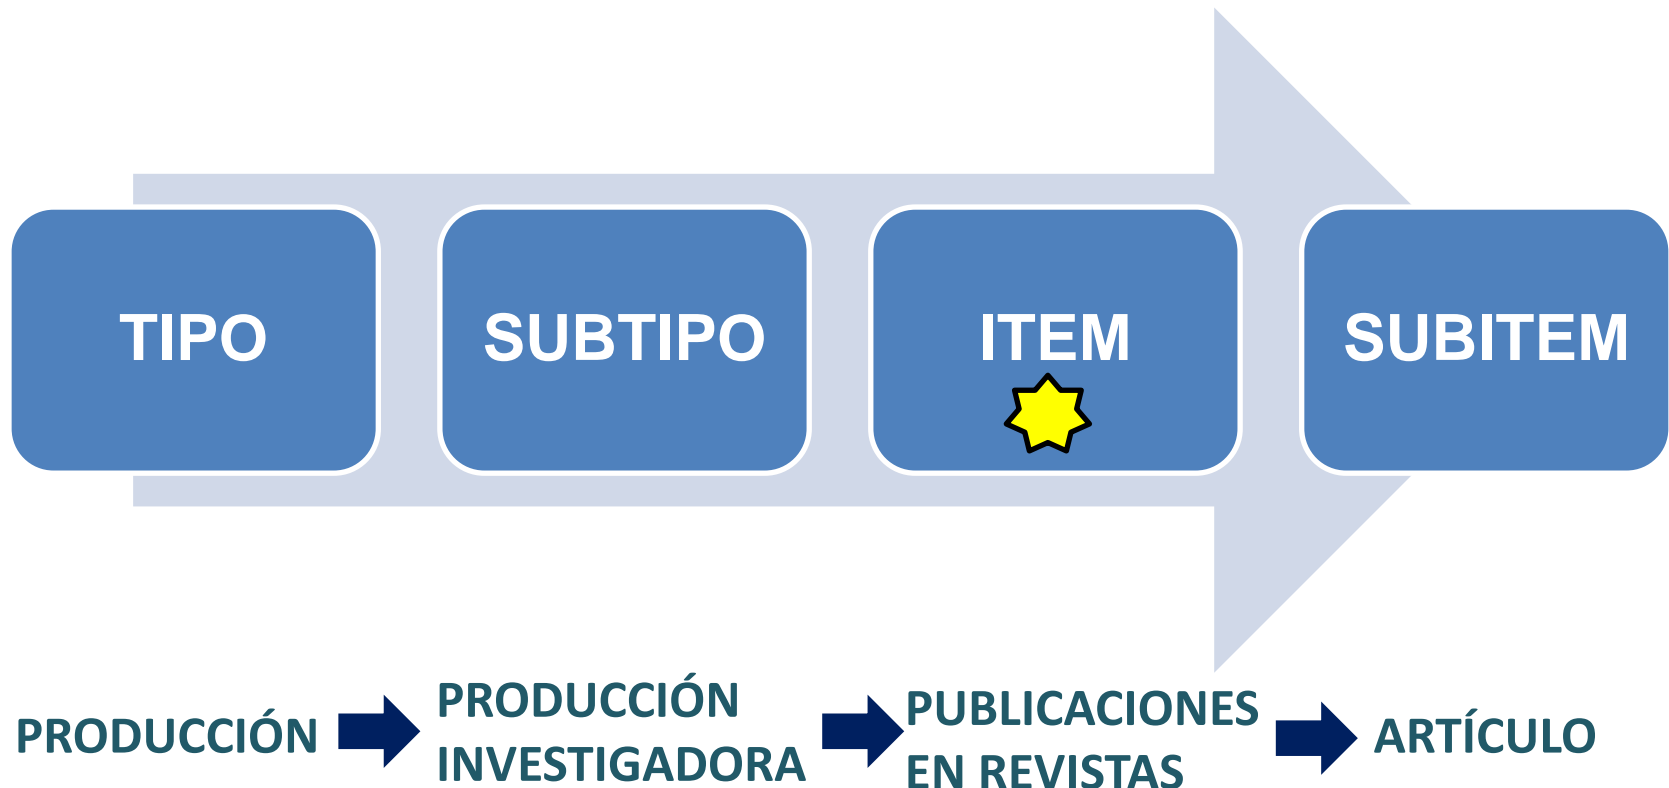 TIPO
SUBTIPO
ITEM
SUBITEM
PRODUCCIÓN
PRODUCCIÓN
INVESTIGADORA
PUBLICACIONES
EN REVISTAS
ARTÍCULO